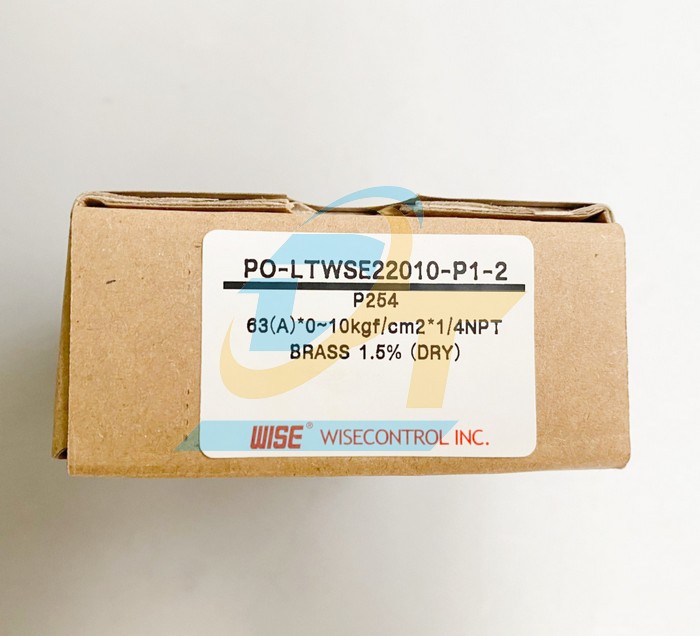 PO-LTWSE22010-P1-2
P254
63(A)*0~10kgf/cm2*1/4NPT
BRASS 1.5% (DRY)
WISE® WISECONTROL INC.